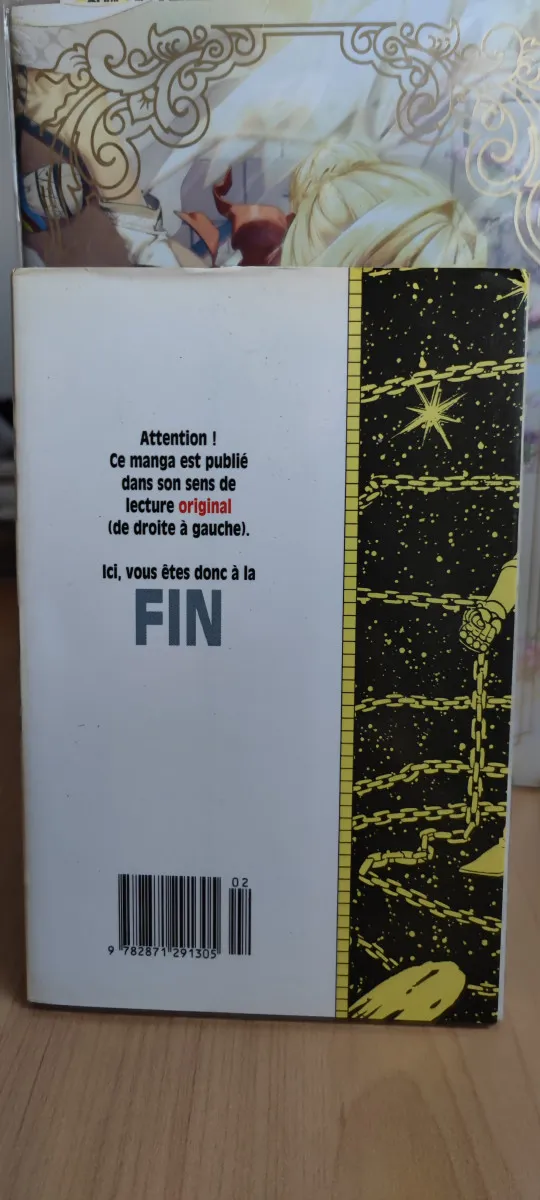 Attention !
Ce manga est publié
dans son sens de
lecture original
(de droite à gauche).
Ici, vous êtes donc à la
FIN
02
9 782871 291305